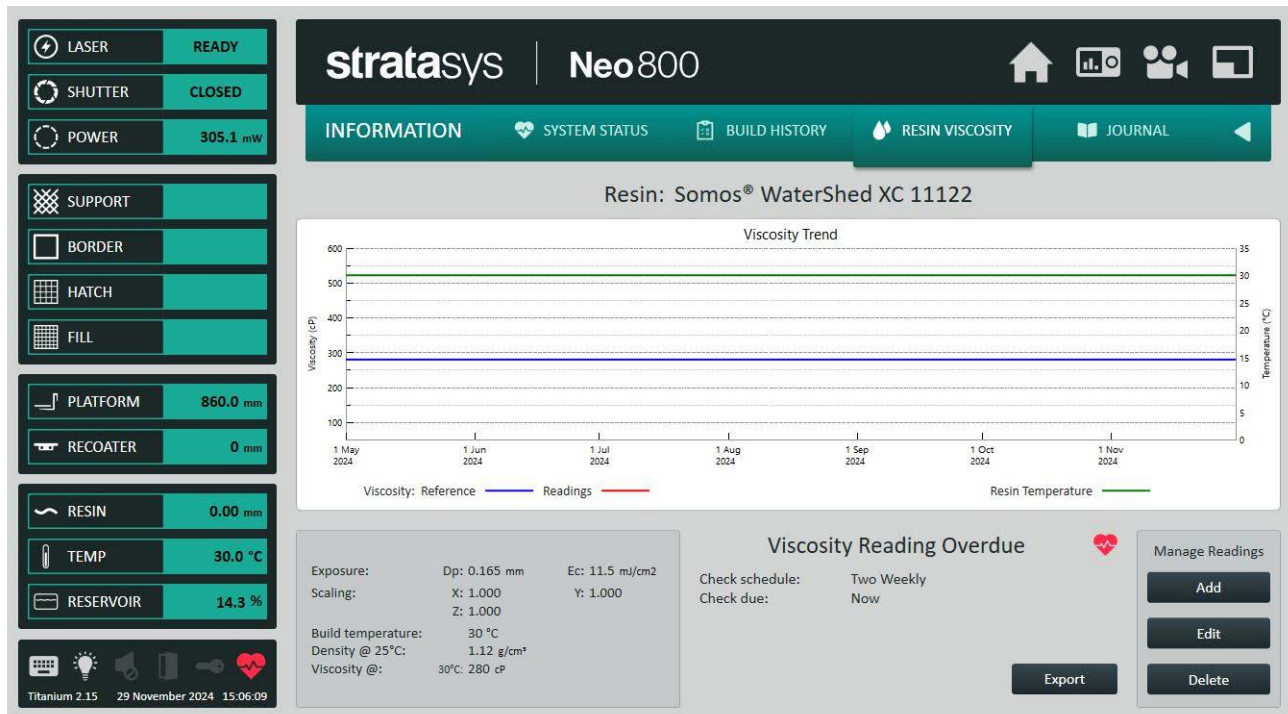 LASER READY
SHUTTER CLOSED
POWER 305.1 mW
SUPPORT
BORDER
HATCH
FILL
PLATFORM 860.0 mm
RECOATER 0 mm
RESIN 0.00 mm
TEMP 30.0 °C
RESERVOIR 14.3 %
Titanium 2.15 29 November 2024 15:06:09
stratasys Neo800
INFORMATION SYSTEM STATUS BUILD HISTORY RESIN VISCOSITY JOURNAL
Resin: Somos® WaterShed XC 11122
Viscosity Trend
Viscosity (cP)
600
500
400
300
200
100
35
30
25
20
15
10
5
0
Temperature (°C)
1 May 1 Jun 1 Jul 1 Aug 1 Sep 1 Oct 1 Nov
2024 2024 2024 2024 2024 2024 2024
Viscosity: Reference Readings Resin Temperature
Exposure: Dp: 0.165 mm Ec: 11.5 mJ/cm2
Scaling: X: 1.000 Y: 1.000
Z: 1.000
Build temperature: 30 °C
Density @ 25°C: 1.12 g/cm³
Viscosity @: 30°C: 280 cP
Viscosity Reading Overdue
Check schedule: Two Weekly
Check due: Now
Export
Manage Readings
Add
Edit
Delete